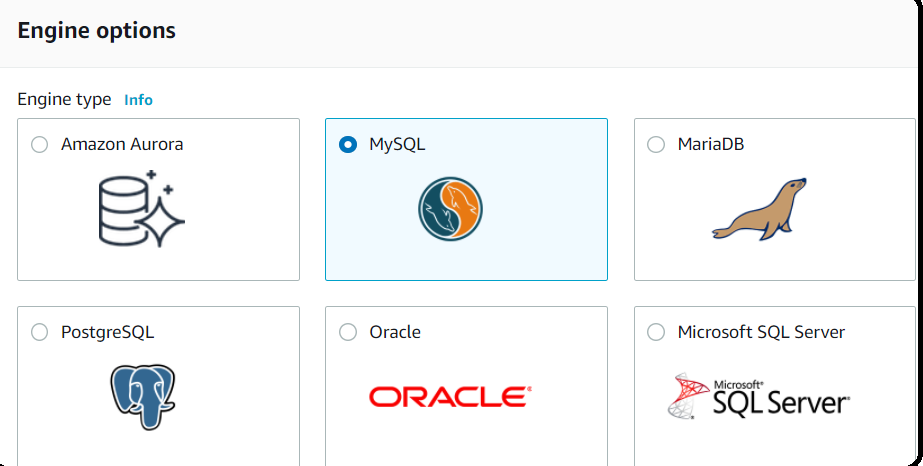 Engine options
Engine type Info
Amazon Aurora
MySQL
MariaDB
PostgreSQL
Oracle
ORACLE®
Microsoft SQL Server
Microsoft®
SQL Server®